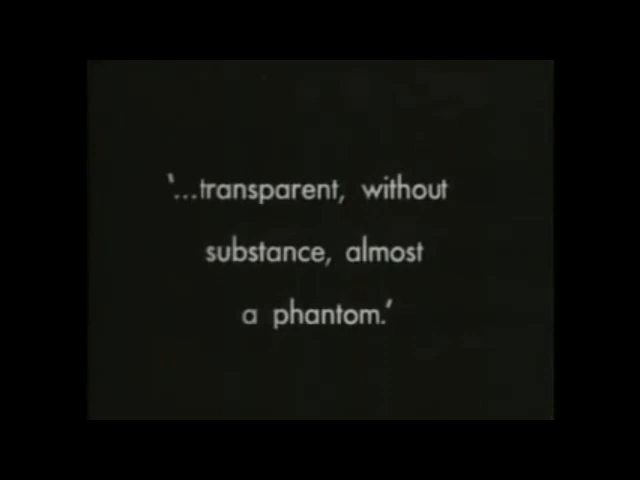 ‘...transparent, without
substance, almost
a phantom.’